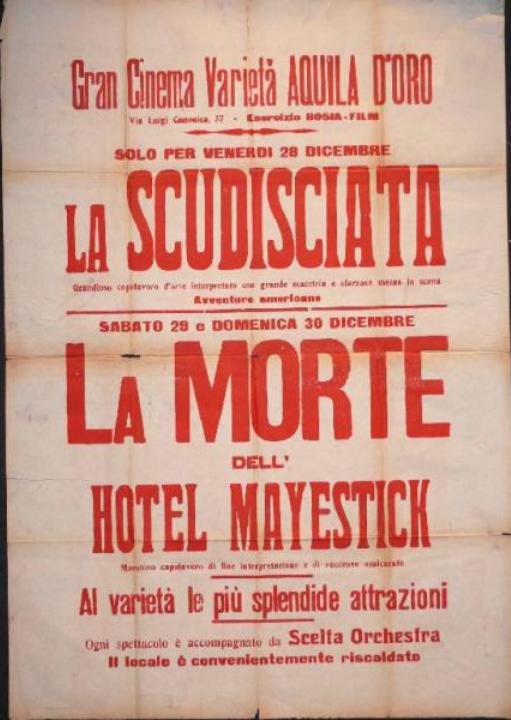 Gran Cinema Varietà AQUILA D'ORO
Via Luigi Canonica, 57 - Esercizio BOSIA-FILM
SOLO PER VENERDI 28 DICEMBRE
LA SCUDISCIATA
Grandioso capolavoro d'arte interpretato con grande maestria e sfarzosa messa in scena
Avventure americane
SABATO 29 e DOMENICA 30 DICEMBRE
LA MORTE
DELL'
HOTEL MAYESTICK
Maestoso capolavoro di fine interpretazione e di successo assicurato
Al varietà le più splendide attrazioni
Ogni spettacolo è accompagnato da Scelta Orchestra
Il locale è convenientemente riscaldato